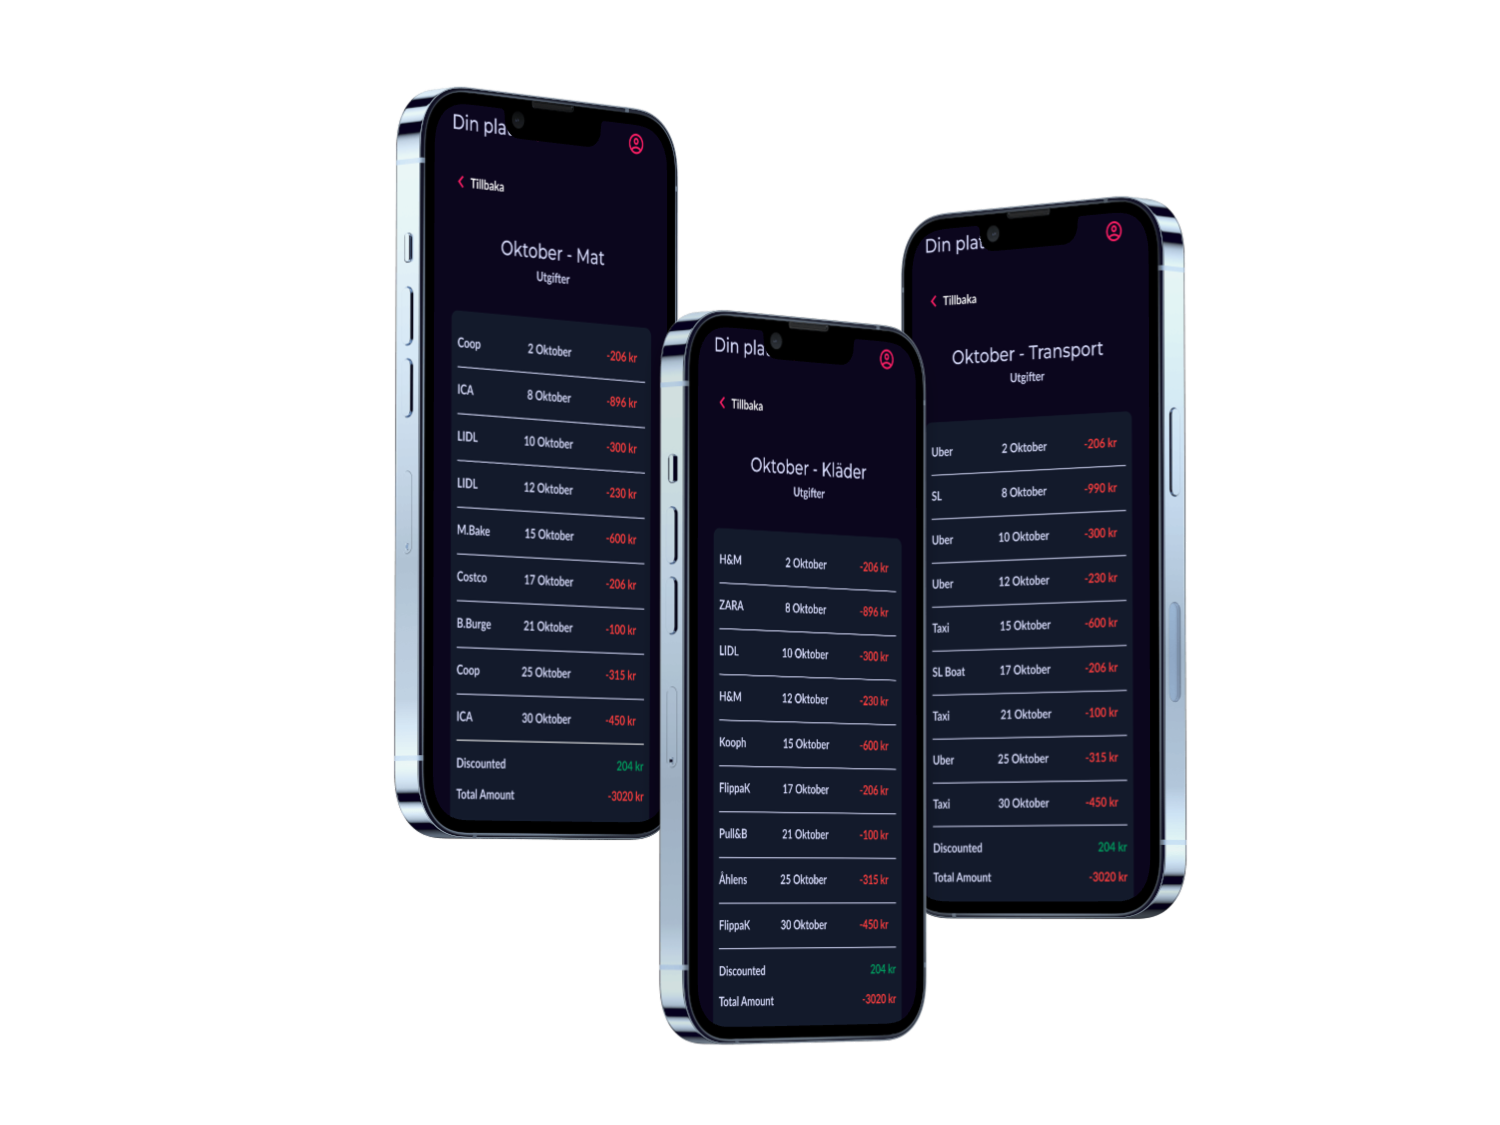 Din pla
Tillbaka
Oktober - Mat
Utgifter
Coop 2 Oktober -206 kr
ICA 8 Oktober -896 kr
LIDL 10 Oktober -300 kr
LIDL 12 Oktober -230 kr
M.Bake 15 Oktober -600 kr
Costco 17 Oktober -206 kr
B.Burge 21 Oktober -100 kr
Coop 25 Oktober -315 kr
ICA 30 Oktober -450 kr
Discounted 204 kr
Total Amount -3020 kr
Din pla
Tillbaka
Oktober - Kläder
Utgifter
H&M 2 Oktober -206 kr
ZARA 8 Oktober -896 kr
LIDL 10 Oktober -300 kr
H&M 12 Oktober -230 kr
Kooph 15 Oktober -600 kr
FlippaK 17 Oktober -206 kr
Pull&B 21 Oktober -100 kr
Åhlens 25 Oktober -315 kr
FlippaK 30 Oktober -450 kr
Discounted 204 kr
Total Amount -3020 kr
Din plat
Tillbaka
Oktober - Transport
Utgifter
Uber 2 Oktober -206 kr
SL 8 Oktober -990 kr
Uber 10 Oktober -300 kr
Uber 12 Oktober -230 kr
Taxi 15 Oktober -600 kr
SL Boat 17 Oktober -206 kr
Taxi 21 Oktober -100 kr
Uber 25 Oktober -315 kr
Taxi 30 Oktober -450 kr
Discounted 204 kr
Total Amount -3020 kr